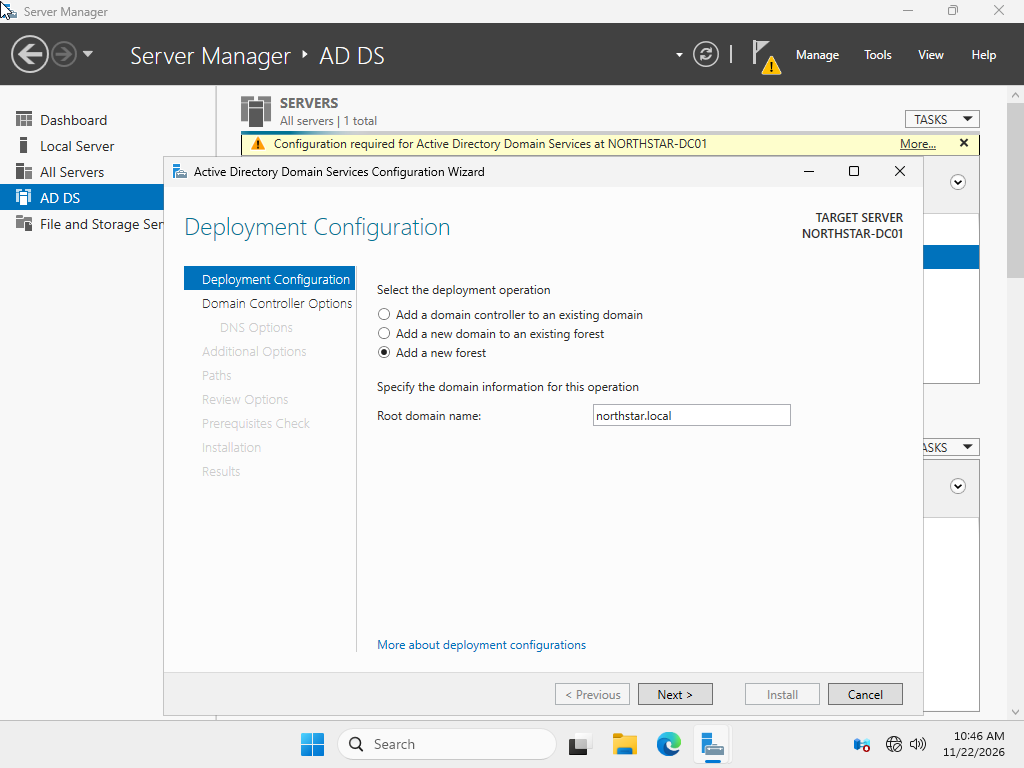 Server Manager
Server Manager ‣ AD DS
Manage Tools View Help
Dashboard
Local Server
All Servers
AD DS
File and Storage Ser
SERVERS
All servers | 1 total
TASKS
Configuration required for Active Directory Domain Services at NORTHSTAR-DC01 More...
Active Directory Domain Services Configuration Wizard
Deployment Configuration
TARGET SERVER
NORTHSTAR-DC01
Deployment Configuration
Domain Controller Options
DNS Options
Additional Options
Paths
Review Options
Prerequisites Check
Installation
Results
Select the deployment operation
Add a domain controller to an existing domain
Add a new domain to an existing forest
Add a new forest
Specify the domain information for this operation
Root domain name: northstar.local
More about deployment configurations
< Previous Next > Install Cancel
ASKS
Search
10:46 AM
11/22/2026